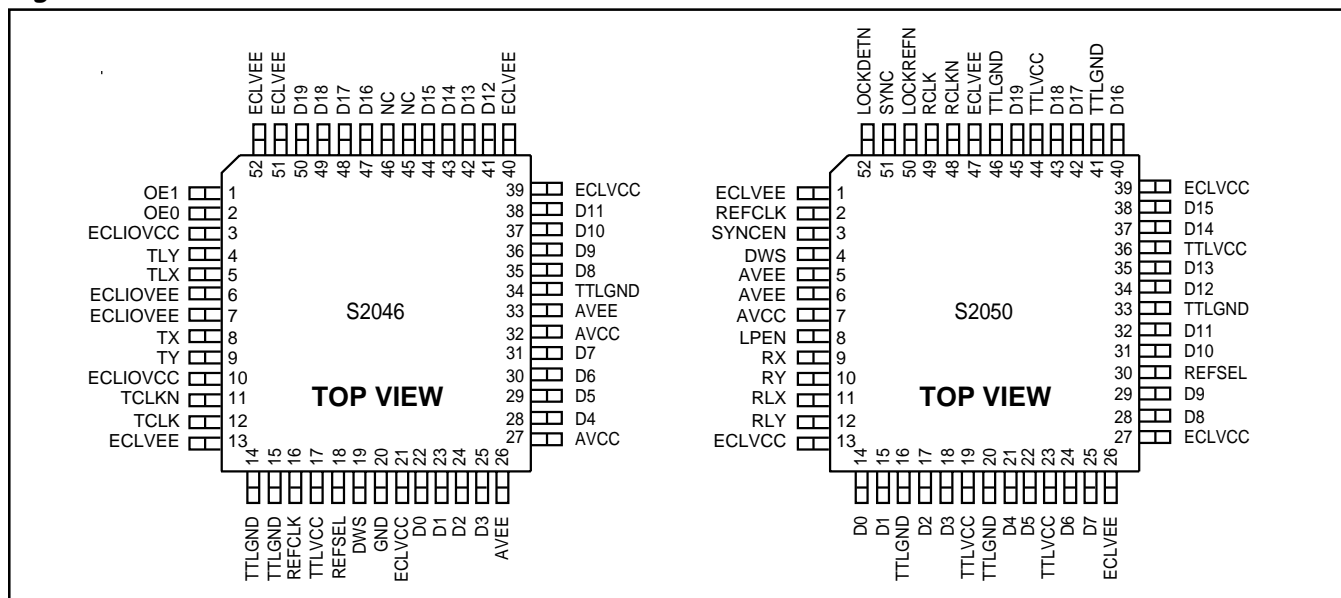 ECLVEE
ECLVEE
D19
D18
D17
D16
NC
NC
D15
D14
D13
D12
ECLVEE
52
51
50
49
48
47
46
45
44
43
42
41
40
OE1 1
OE0 2
ECLIOVCC 3
TLY 4
TLX 5
ECLIOVEE 6
ECLIOVEE 7
TX 8
TY 9
ECLIOVCC 10
TCLKN 11
TCLK 12
ECLVEE 13
39 ECLVCC
38 D11
37 D10
36 D9
35 D8
34 TTLGND
33 AVEE
32 AVCC
31 D7
30 D6
29 D5
28 D4
27 AVCC
S2046
TOP VIEW
14
15
16
17
18
19
20
21
22
23
24
25
26
TTLGND
TTLGND
REFCLK
TTLVCC
REFSEL
DWS
GND
ECLVCC
D0
D1
D2
D3
AVEE
LOCKDETN
SYNC
LOCKREFN
RCLK
RCLKN
ECLVEE
TTLGND
D19
TTLVCC
D18
D17
TTLGND
D16
52
51
50
49
48
47
46
45
44
43
42
41
40
ECLVEE 1
REFCLK 2
SYNCEN 3
DWS 4
AVEE 5
AVEE 6
AVCC 7
LPEN 8
RX 9
RY 10
RLX 11
RLY 12
ECLVCC 13
39 ECLVCC
38 D15
37 D14
36 TTLVCC
35 D13
34 D12
33 TTLGND
32 D11
31 D10
30 REFSEL
29 D9
28 D8
27 ECLVCC
S2050
TOP VIEW
14
15
16
17
18
19
20
21
22
23
24
25
26
D0
D1
TTLGND
D2
D3
TTLVCC
TTLGND
D4
D5
TTLVCC
D6
D7
ECLVEE